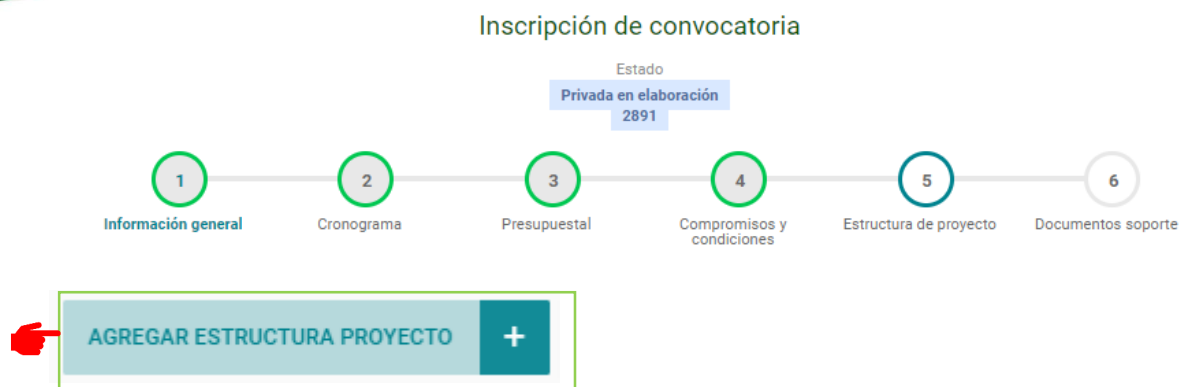 Inscripción de convocatoria
Estado
Privada en elaboración
2891
1
2
3
4
5
6
Información general
Cronograma
Presupuestal
Compromisos y
condiciones
Estructura de proyecto
Documentos soporte
AGREGAR ESTRUCTURA PROYECTO +